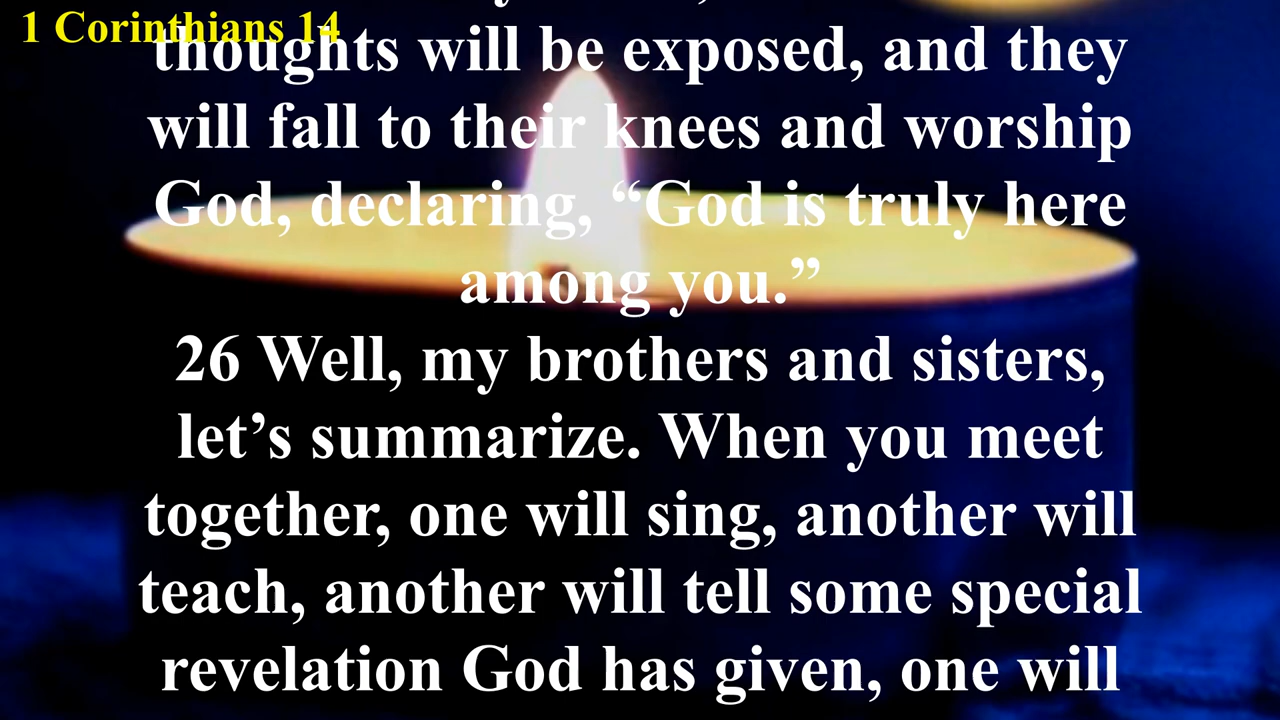 1 Corinthians 14
thoughts will be exposed, and they
will fall to their knees and worship
God, declaring, “God is truly here
among you.”
26 Well, my brothers and sisters,
let’s summarize. When you meet
together, one will sing, another will
teach, another will tell some special
revelation God has given, one will